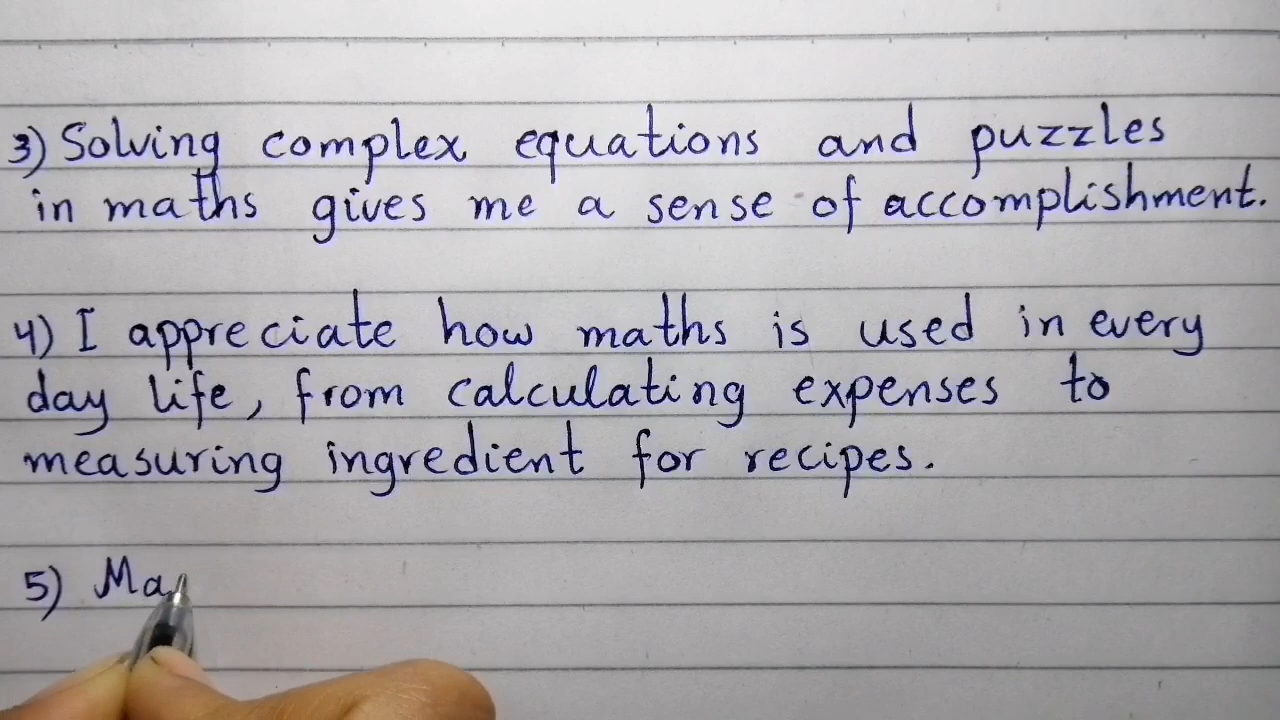 3) Solving complex equations and puzzles
in maths gives me a sense of accomplishment.
4) I appreciate how maths is used in every
day life, from calculating expenses to
measuring ingredient for recipes.
5) Ma